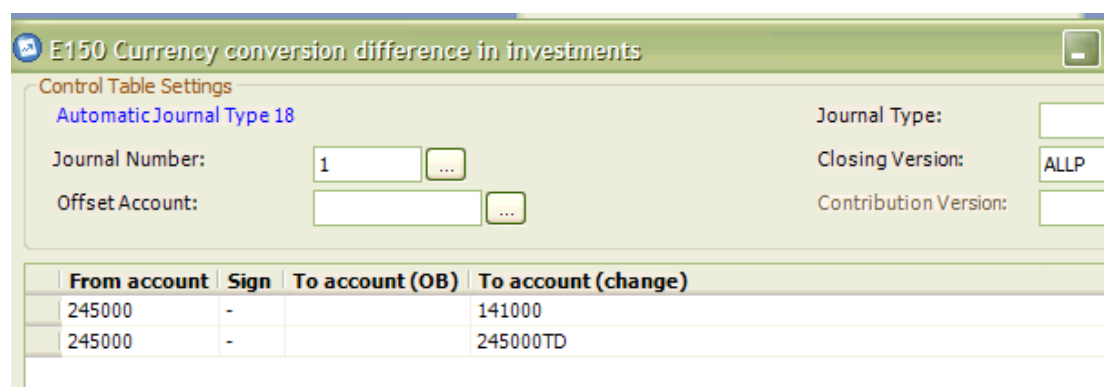 E150 Currency conversion difference in investments
Control Table Settings
Automatic Journal Type 18
Journal Type:
Journal Number: 1 ...
Closing Version: ALLP
Offset Account: ...
Contribution Version:
From account Sign To account (OB) To account (change)
245000 - 141000
245000 - 245000TD